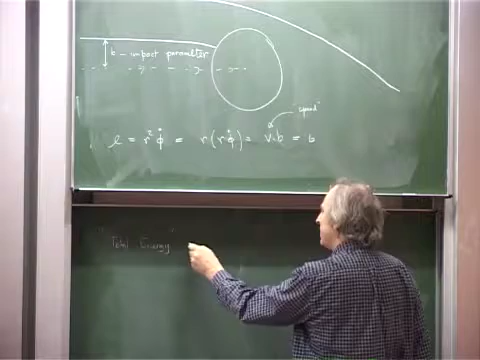 b - impact parameter
"speed"
ℓ = r² φ̇ = r (r φ̇) = v·b = b
"Total Energy"